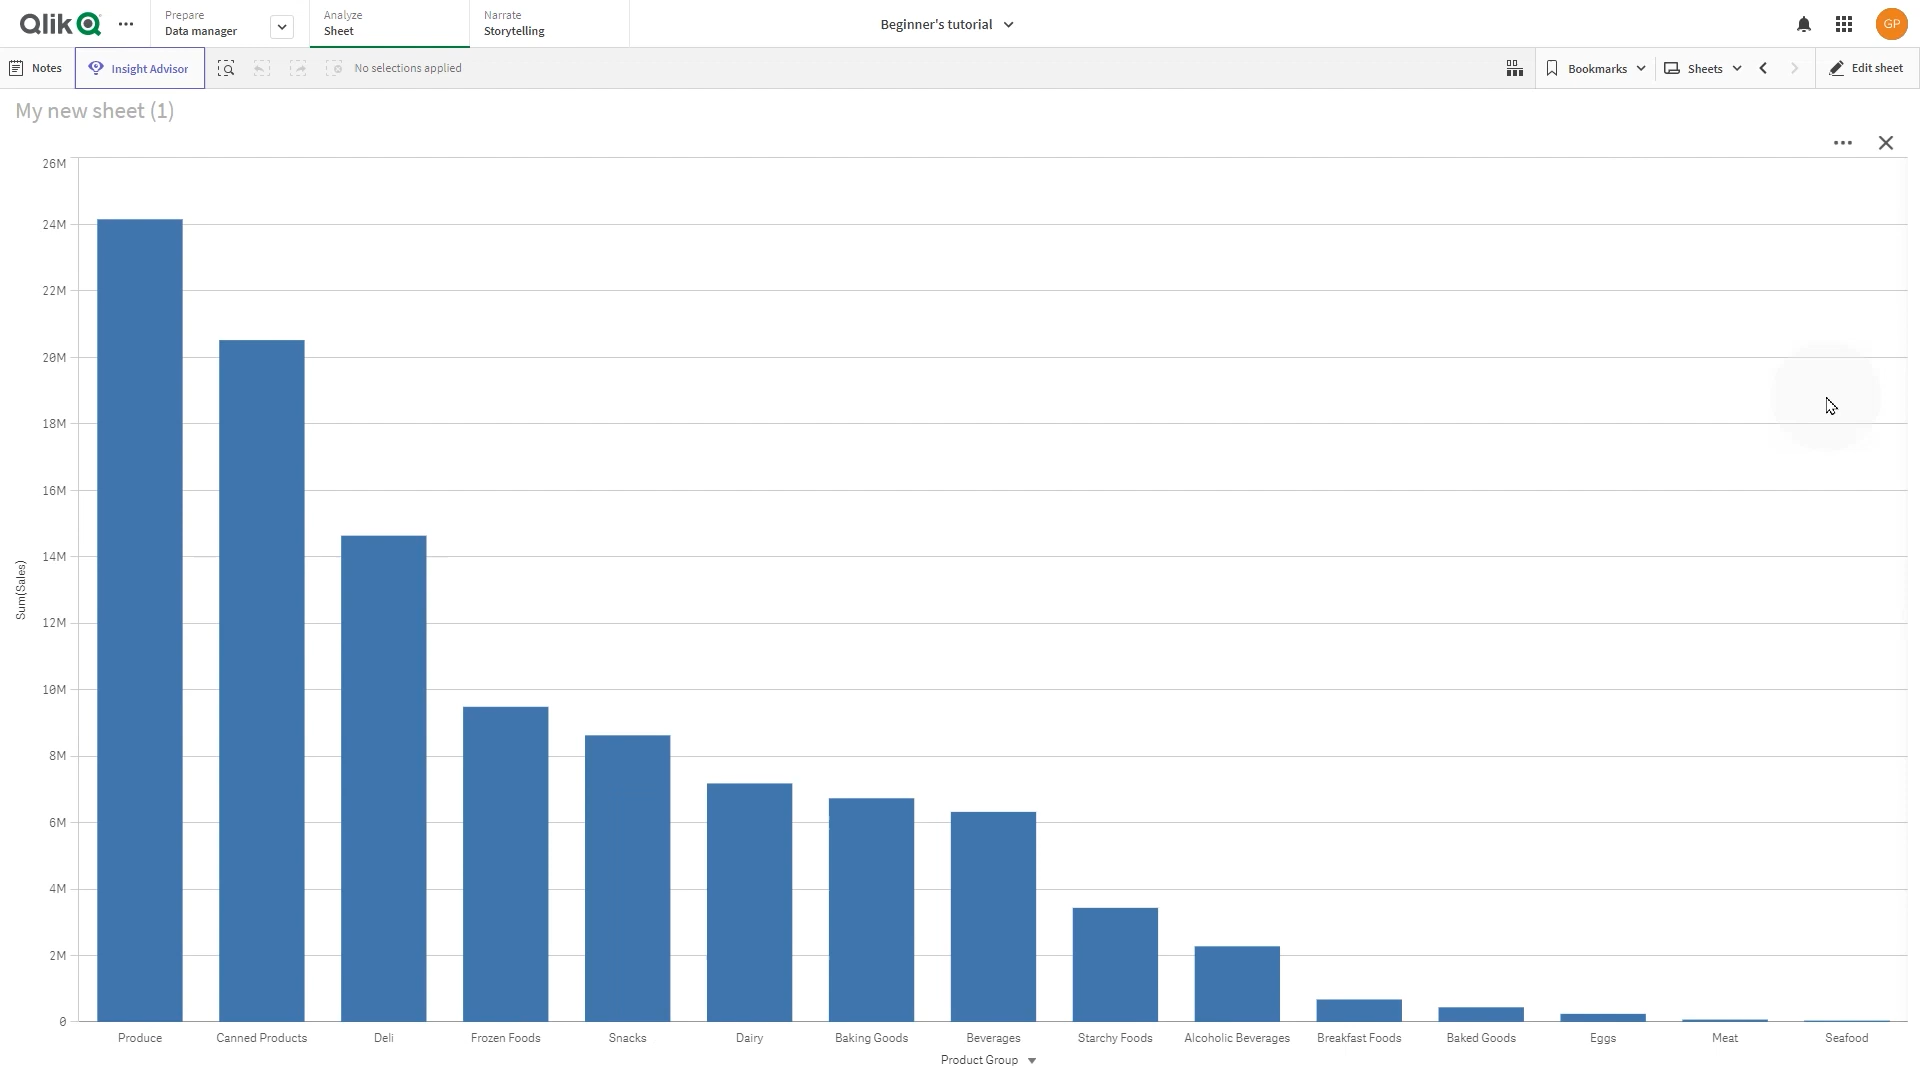 Qlik
Prepare
Data manager
Analyze
Sheet
Narrate
Storytelling
Beginner's tutorial
GP
Notes
Insight Advisor
No selections applied
Bookmarks
Sheets
Edit sheet
My new sheet (1)
26M
24M
22M
20M
18M
16M
14M
12M
10M
8M
6M
4M
2M
0
Sum(Sales)
Produce
Canned Products
Deli
Frozen Foods
Snacks
Dairy
Baking Goods
Beverages
Starchy Foods
Alcoholic Beverages
Breakfast Foods
Baked Goods
Eggs
Meat
Seafood
Product Group